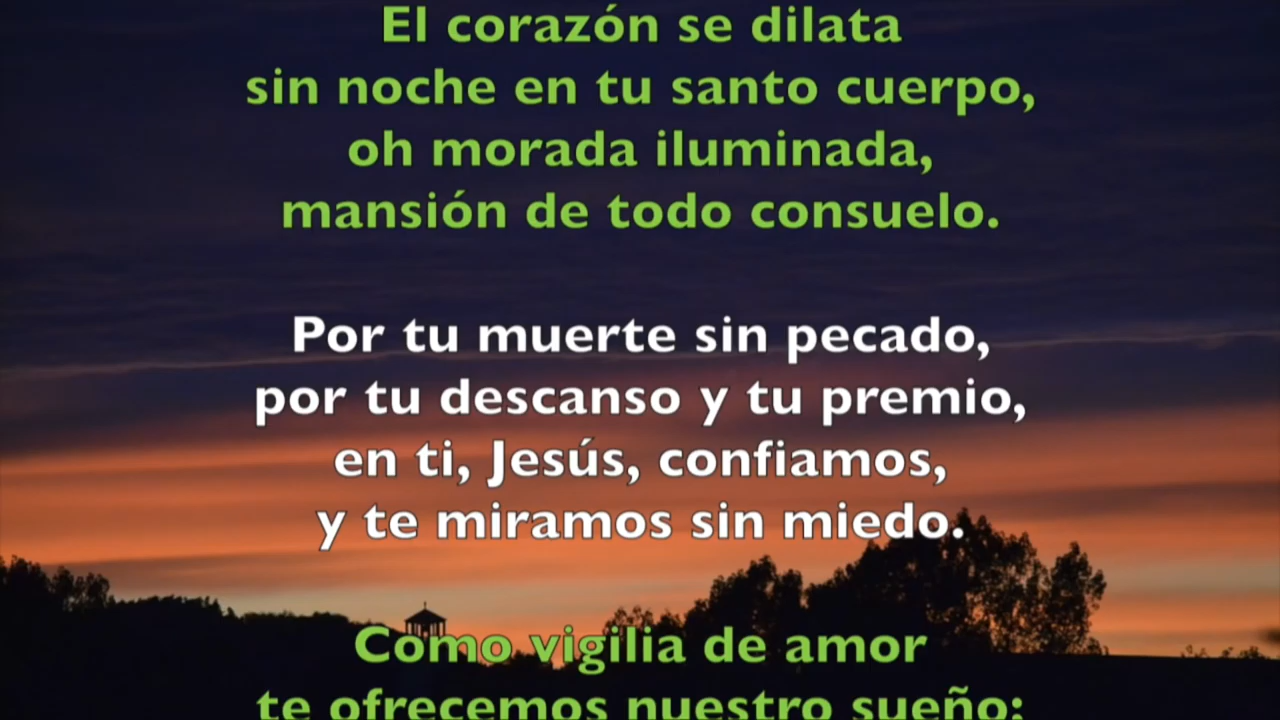 El corazón se dilata
sin noche en tu santo cuerpo,
oh morada iluminada,
mansión de todo consuelo.
Por tu muerte sin pecado,
por tu descanso y tu premio,
en ti, Jesús, confiamos,
y te miramos sin miedo.
Como vigilia de amor
te ofrecemos nuestro sueño;